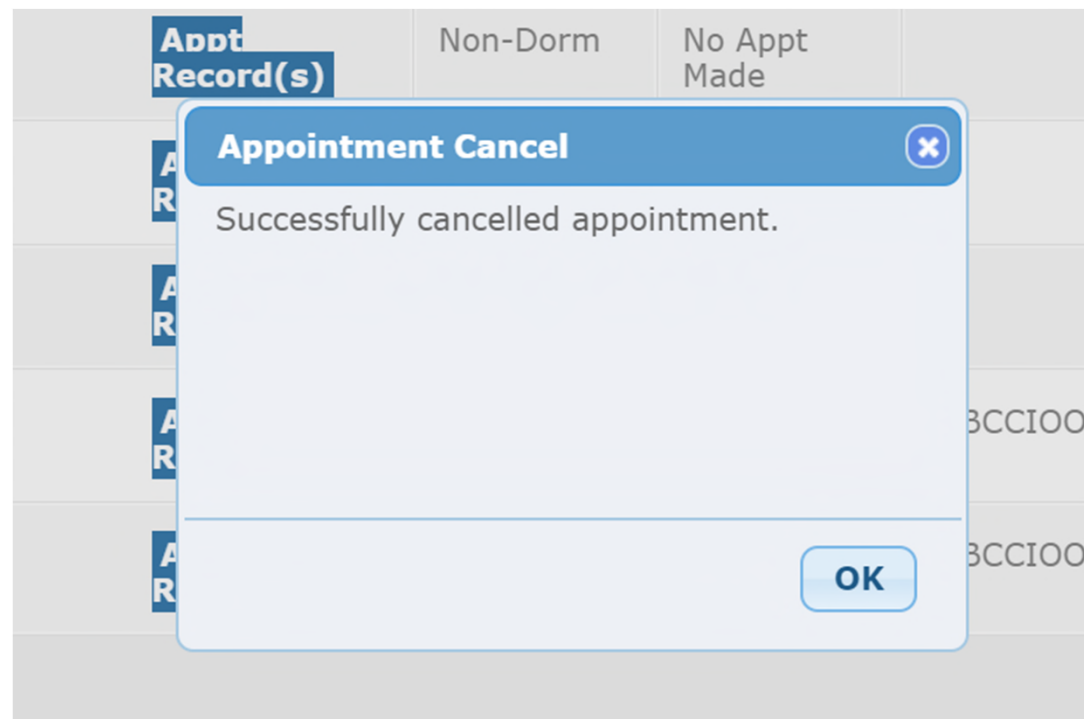 Appt
Record(s)
Non-Dorm
No Appt
Made
Appointment Cancel
Successfully cancelled appointment.
OK